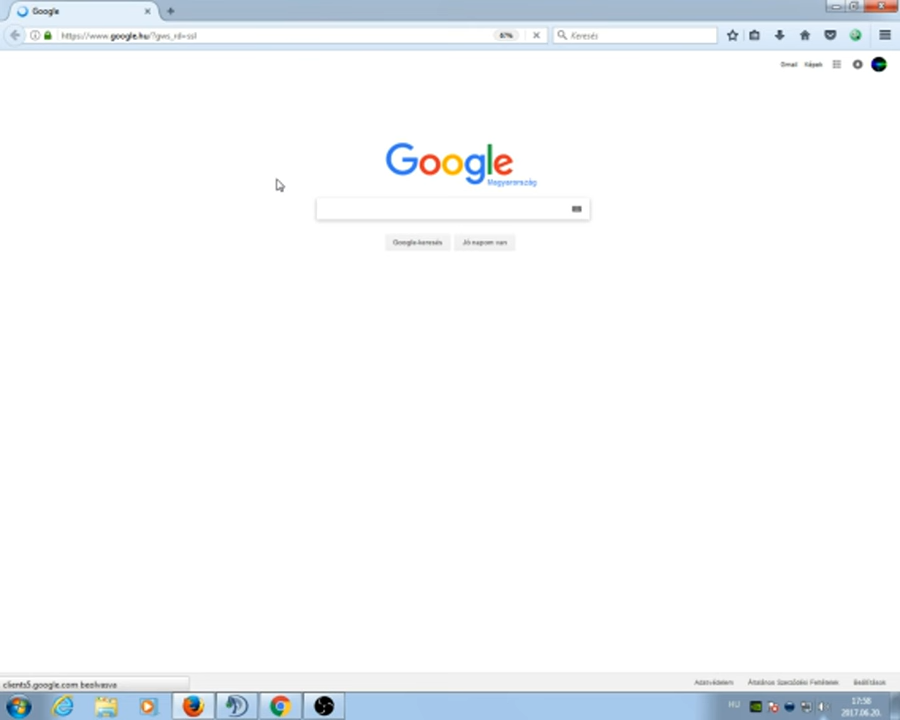 Google
https://www.google.hu/?gws_rd=ssl
67%
Keresés
Gmail Képek
Google
Magyarország
Google-keresés
Jó napom van
clients5.google.com beolvasva
Adatvédelem
Általános Szerződési Feltételek
Beállítások
HU
17:58
2017.06.20.